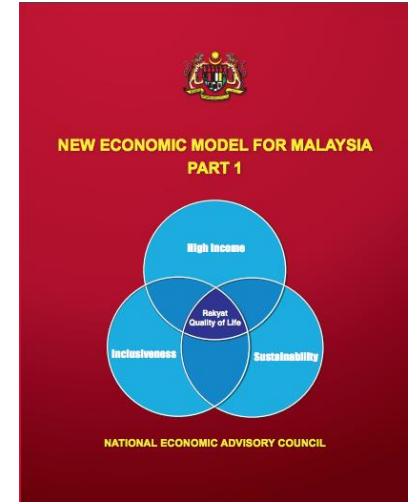 NEW ECONOMIC MODEL FOR MALAYSIA
PART 1
High Income
Rakyat
Quality of Life
Inclusiveness
Sustainability
NATIONAL ECONOMIC ADVISORY COUNCIL